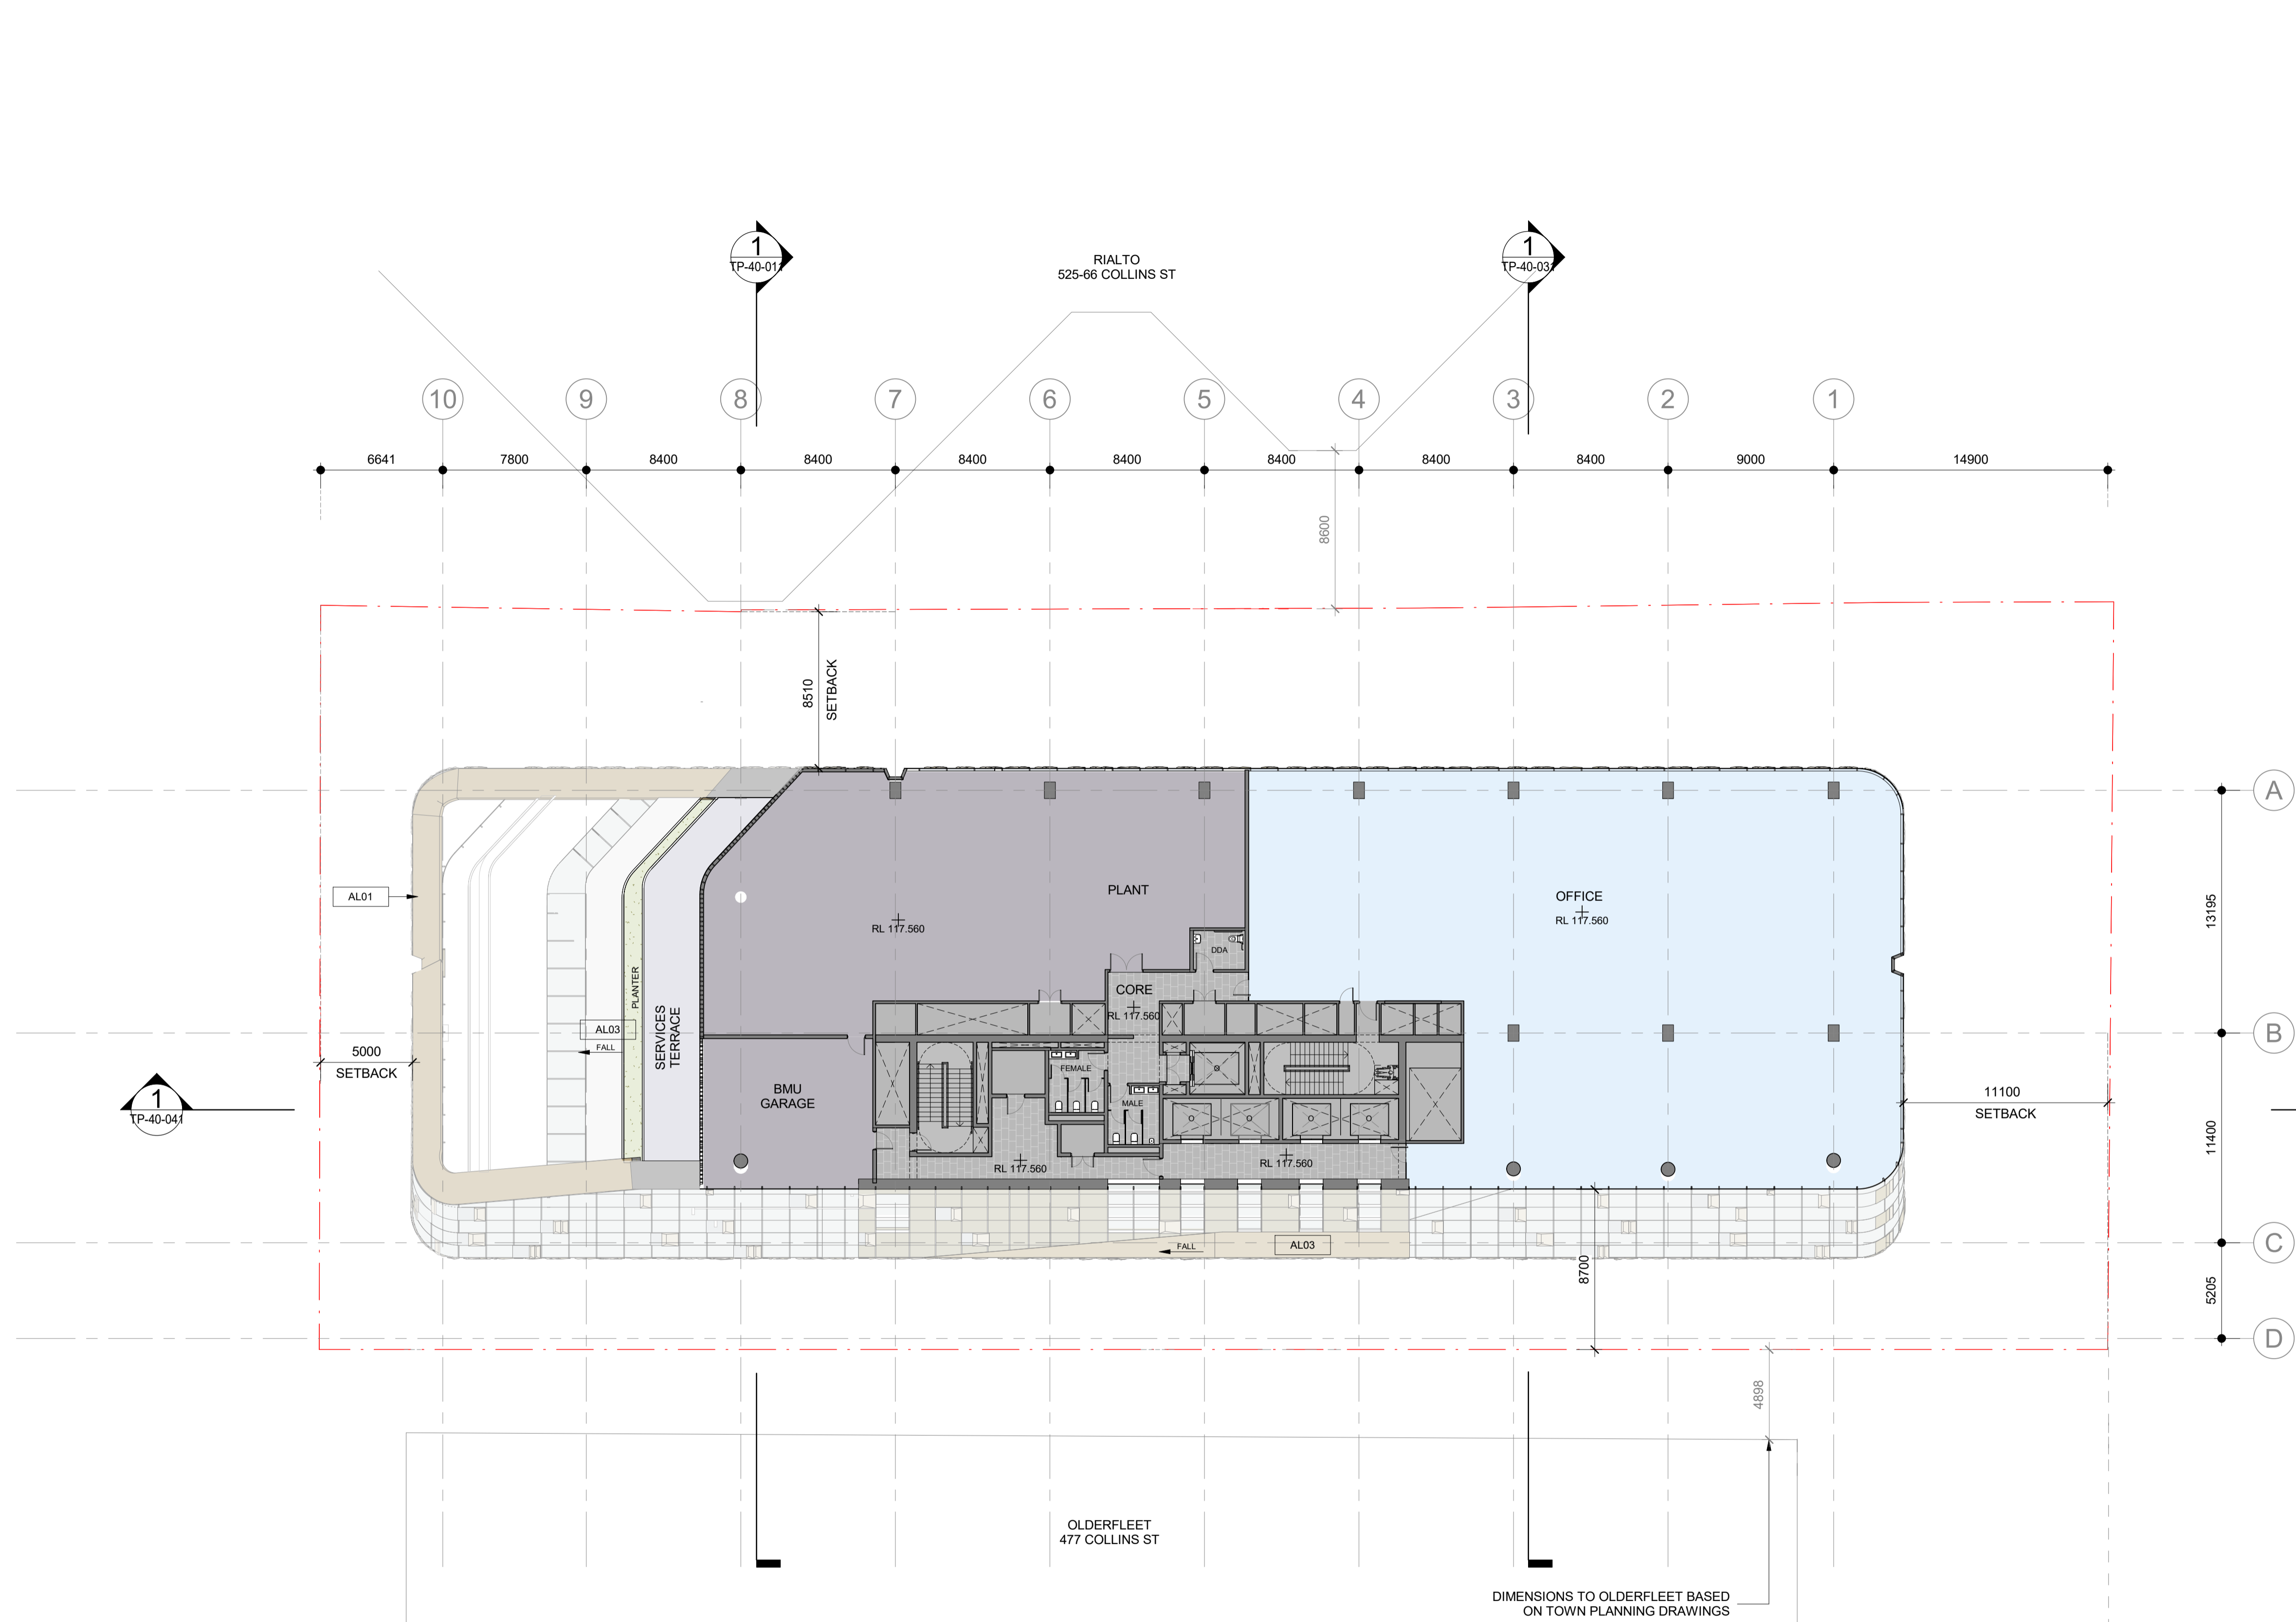 1
TP-40-011
1
TP-40-031
RIALTO
525-66 COLLINS ST
10
9
8
7
6
5
4
3
2
1
6641
7800
8400
8400
8400
8400
8400
8400
8400
9000
14900
8600
8510
SETBACK
A
13195
AL01
PLANT
OFFICE
RL 117.560
RL 117.560
DDA
PLANTER
CORE
RL 117.560
SERVICES
TERRACE
AL03
FALL
B
5000
SETBACK
FEMALE
BMU
GARAGE
MALE
1
TP-40-041
11100
SETBACK
11400
RL 117.560
RL 117.560
FALL
AL03
C
8700
5205
D
4898
OLDERFLEET
477 COLLINS ST
DIMENSIONS TO OLDERFLEET BASED
ON TOWN PLANNING DRAWINGS